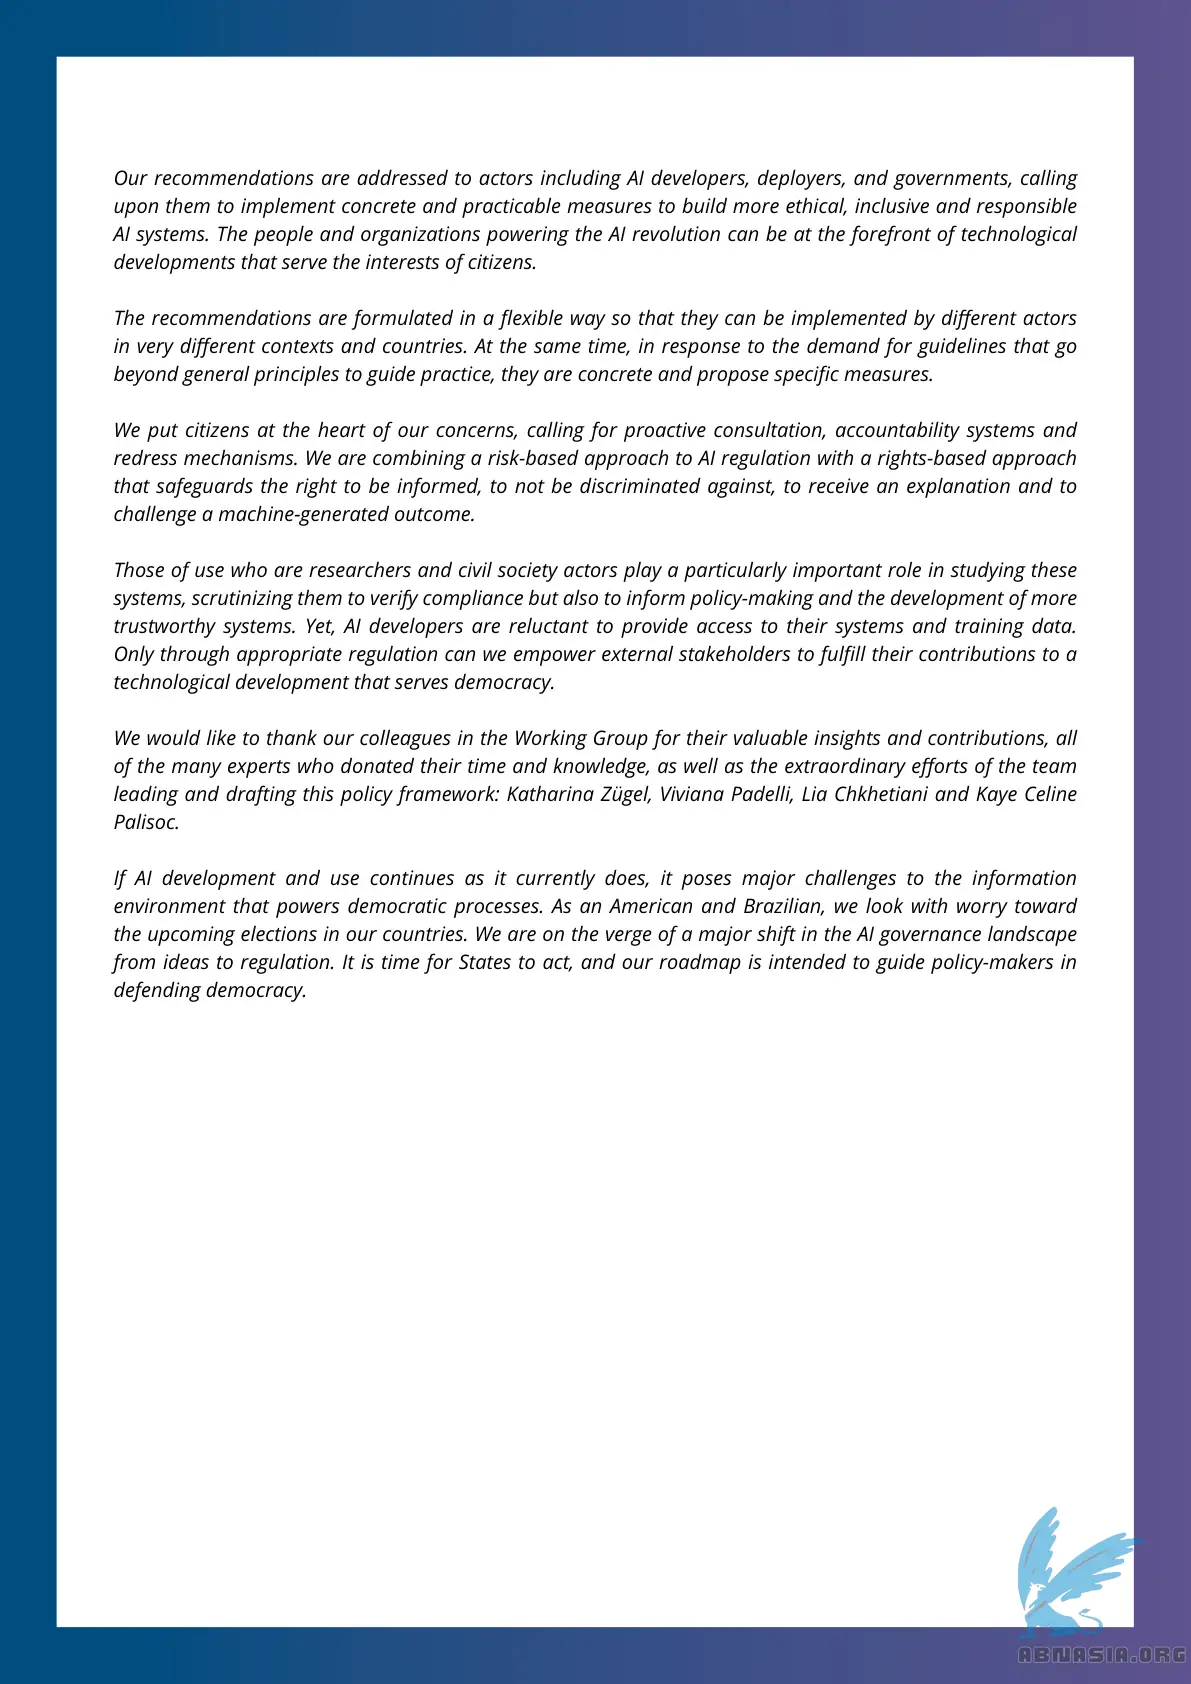 Our recommendations are addressed to actors including AI developers, deployers, and governments, calling
upon them to implement concrete and practicable measures to build more ethical, inclusive and responsible
AI systems. The people and organizations powering the AI revolution can be at the forefront of technological
developments that serve the interests of citizens.
The recommendations are formulated in a flexible way so that they can be implemented by different actors
in very different contexts and countries. At the same time, in response to the demand for guidelines that go
beyond general principles to guide practice, they are concrete and propose specific measures.
We put citizens at the heart of our concerns, calling for proactive consultation, accountability systems and
redress mechanisms. We are combining a risk-based approach to AI regulation with a rights-based approach
that safeguards the right to be informed, to not be discriminated against, to receive an explanation and to
challenge a machine-generated outcome.
Those of use who are researchers and civil society actors play a particularly important role in studying these
systems, scrutinizing them to verify compliance but also to inform policy-making and the development of more
trustworthy systems. Yet, AI developers are reluctant to provide access to their systems and training data.
Only through appropriate regulation can we empower external stakeholders to fulfill their contributions to a
technological development that serves democracy.
We would like to thank our colleagues in the Working Group for their valuable insights and contributions, all
of the many experts who donated their time and knowledge, as well as the extraordinary efforts of the team
leading and drafting this policy framework: Katharina Zügel, Viviana Padelli, Lia Chkhetiani and Kaye Celine
Palisoc.
If AI development and use continues as it currently does, it poses major challenges to the information
environment that powers democratic processes. As an American and Brazilian, we look with worry toward
the upcoming elections in our countries. We are on the verge of a major shift in the AI governance landscape
from ideas to regulation. It is time for States to act, and our roadmap is intended to guide policy-makers in
defending democracy.
ABNASIA.ORG